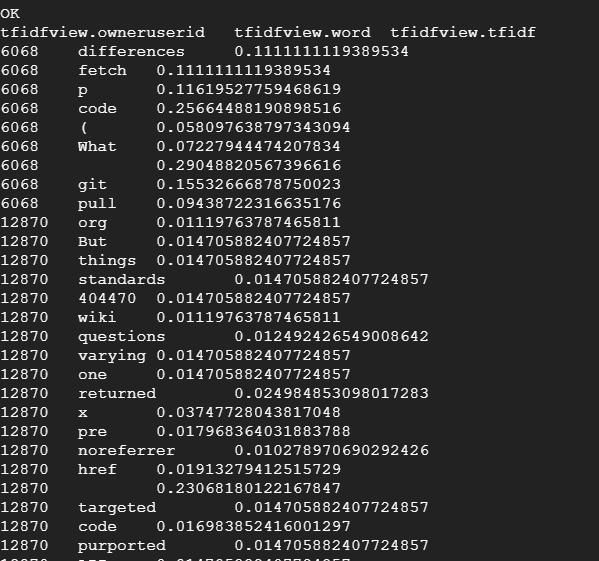 OK
tfidfview.owneruserid tfidfview.word tfidfview.tfidf
6068 differences 0.1111111119389534
6068 fetch 0.1111111119389534
6068 p 0.11619527759468619
6068 code 0.25664488190898516
6068 ( 0.058097638797343094
6068 What 0.07227944474207834
6068 0.29048820567396616
6068 git 0.15532666878750023
6068 pull 0.09438722316635176
12870 org 0.01119763787465811
12870 But 0.014705882407724857
12870 things 0.014705882407724857
12870 standards 0.014705882407724857
12870 404470 0.014705882407724857
12870 wiki 0.01119763787465811
12870 questions 0.012492426549008642
12870 varying 0.014705882407724857
12870 one 0.014705882407724857
12870 returned 0.024984853098017283
12870 x 0.03747728043817048
12870 pre 0.017968364031883788
12870 noreferrer 0.010278970690292426
12870 href 0.01913279412515729
12870 0.23068180122167847
12870 targeted 0.014705882407724857
12870 code 0.016983852416001297
12870 purported 0.014705882407724857